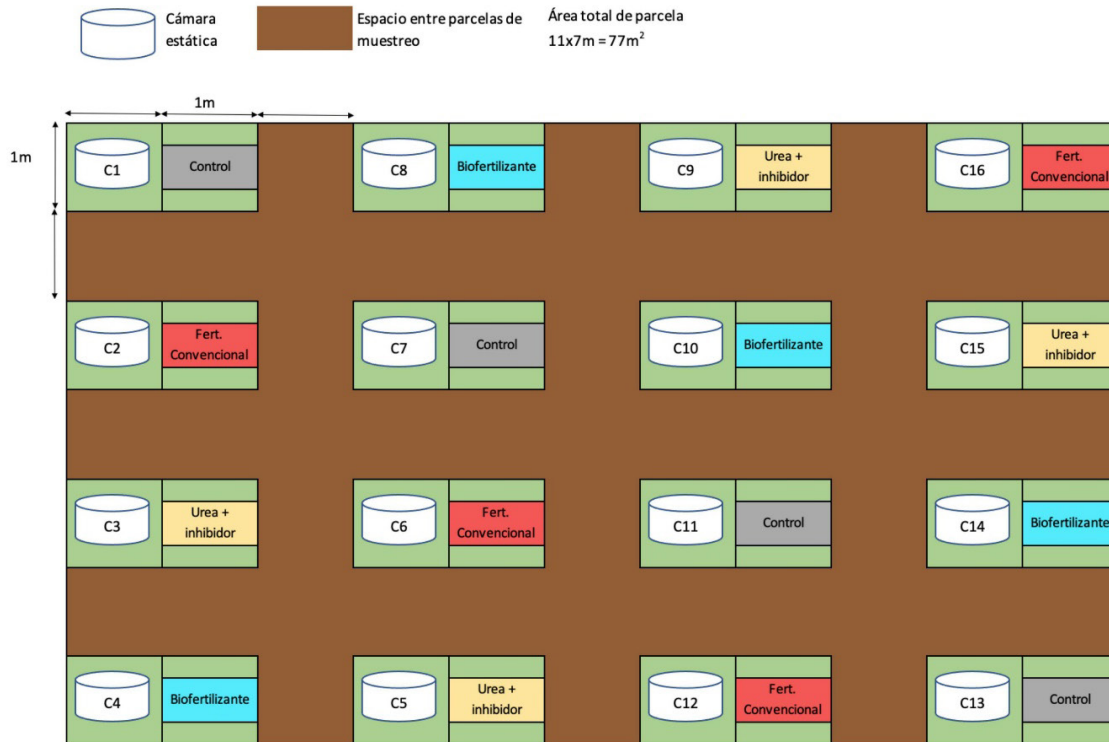 Cámara
estática
Espacio entre parcelas de
muestreo
Área total de parcela
11x7m = 77m²
1m
1m
C1
Control
C8
Biofertilizante
C9
Urea +
inhibidor
C16
Fert.
Convencional
C2
Fert.
Convencional
C7
Control
C10
Biofertilizante
C15
Urea +
inhibidor
C3
Urea +
inhibidor
C6
Fert.
Convencional
C11
Control
C14
Biofertilizante
C4
Biofertilizante
C5
Urea +
inhibidor
C12
Fert.
Convencional
C13
Control